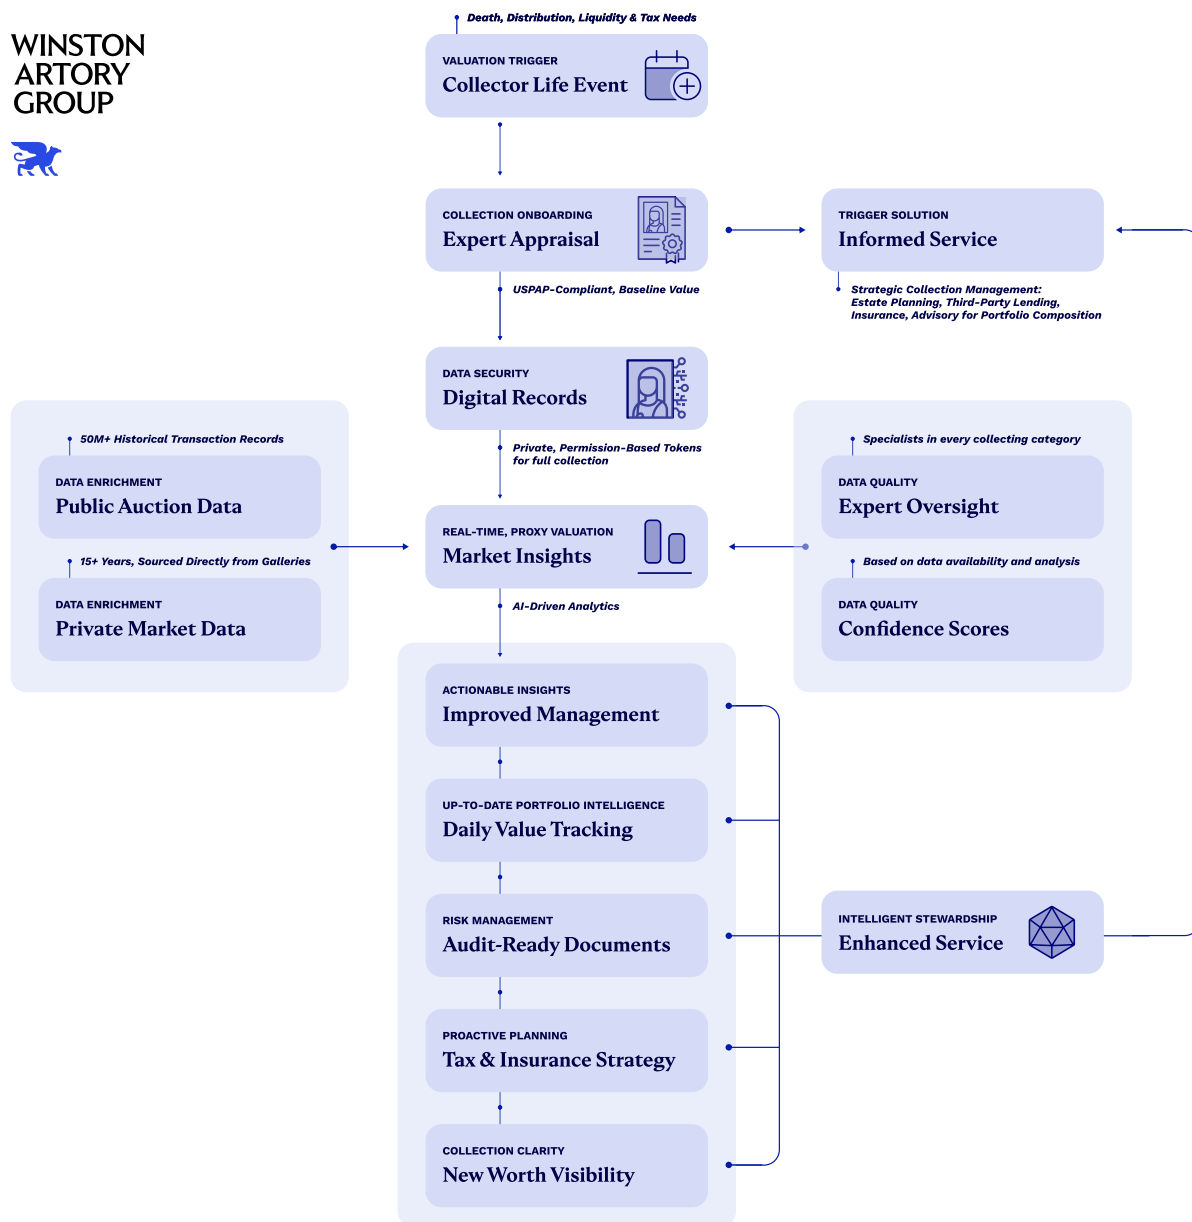 WINSTON
ARTORY
GROUP
Death, Distribution, Liquidity & Tax Needs
VALUATION TRIGGER
Collector Life Event
COLLECTION ONBOARDING
Expert Appraisal
USPAP-Compliant, Baseline Value
TRIGGER SOLUTION
Informed Service
Strategic Collection Management:
Estate Planning, Third-Party Lending,
Insurance, Advisory for Portfolio Composition
DATA SECURITY
Digital Records
Private, Permission-Based Tokens
for full collection
50M+ Historical Transaction Records
DATA ENRICHMENT
Public Auction Data
15+ Years, Sourced Directly from Galleries
DATA ENRICHMENT
Private Market Data
REAL-TIME, PROXY VALUATION
Market Insights
AI-Driven Analytics
Specialists in every collecting category
DATA QUALITY
Expert Oversight
Based on data availability and analysis
DATA QUALITY
Confidence Scores
ACTIONABLE INSIGHTS
Improved Management
UP-TO-DATE PORTFOLIO INTELLIGENCE
Daily Value Tracking
RISK MANAGEMENT
Audit-Ready Documents
INTELLIGENT STEWARDSHIP
Enhanced Service
PROACTIVE PLANNING
Tax & Insurance Strategy
COLLECTION CLARITY
New Worth Visibility